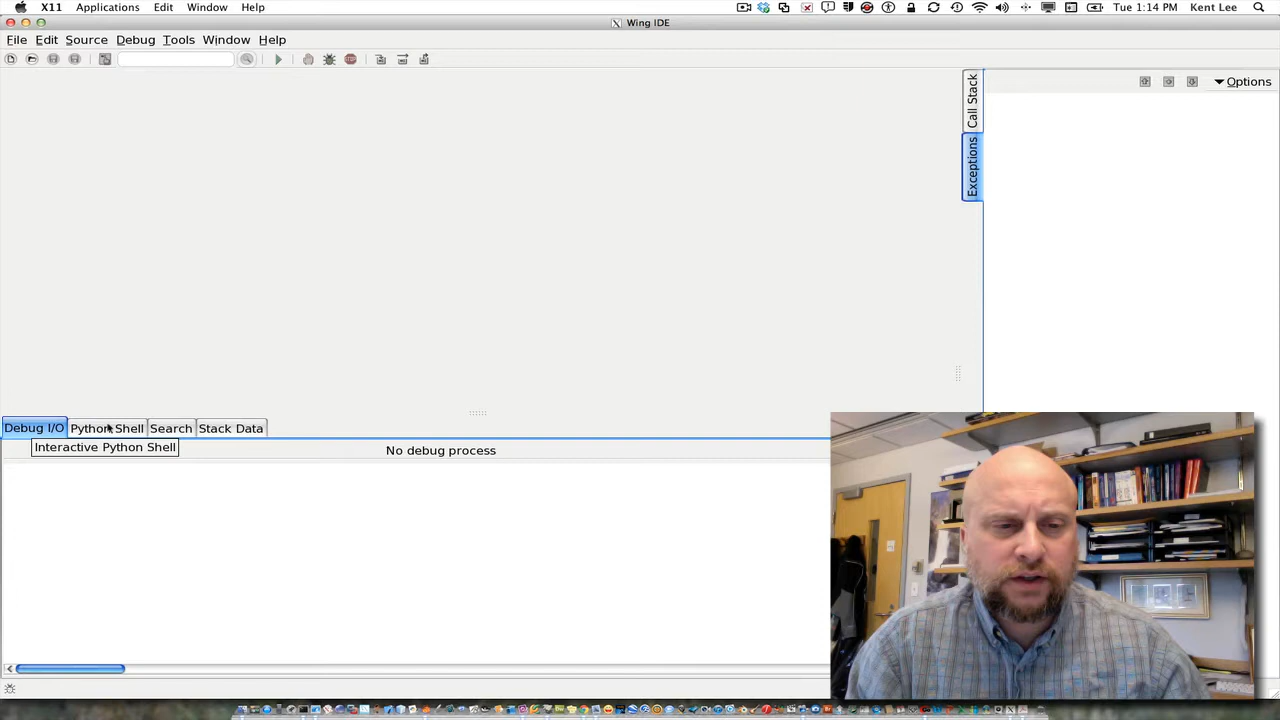 X11 Applications Edit Window Help Tue 1:14 PM Kent Lee
Wing IDE
File Edit Source Debug Tools Window Help
Options
Call Stack
Exceptions
Debug I/O Python Shell Search Stack Data
Interactive Python Shell
No debug process